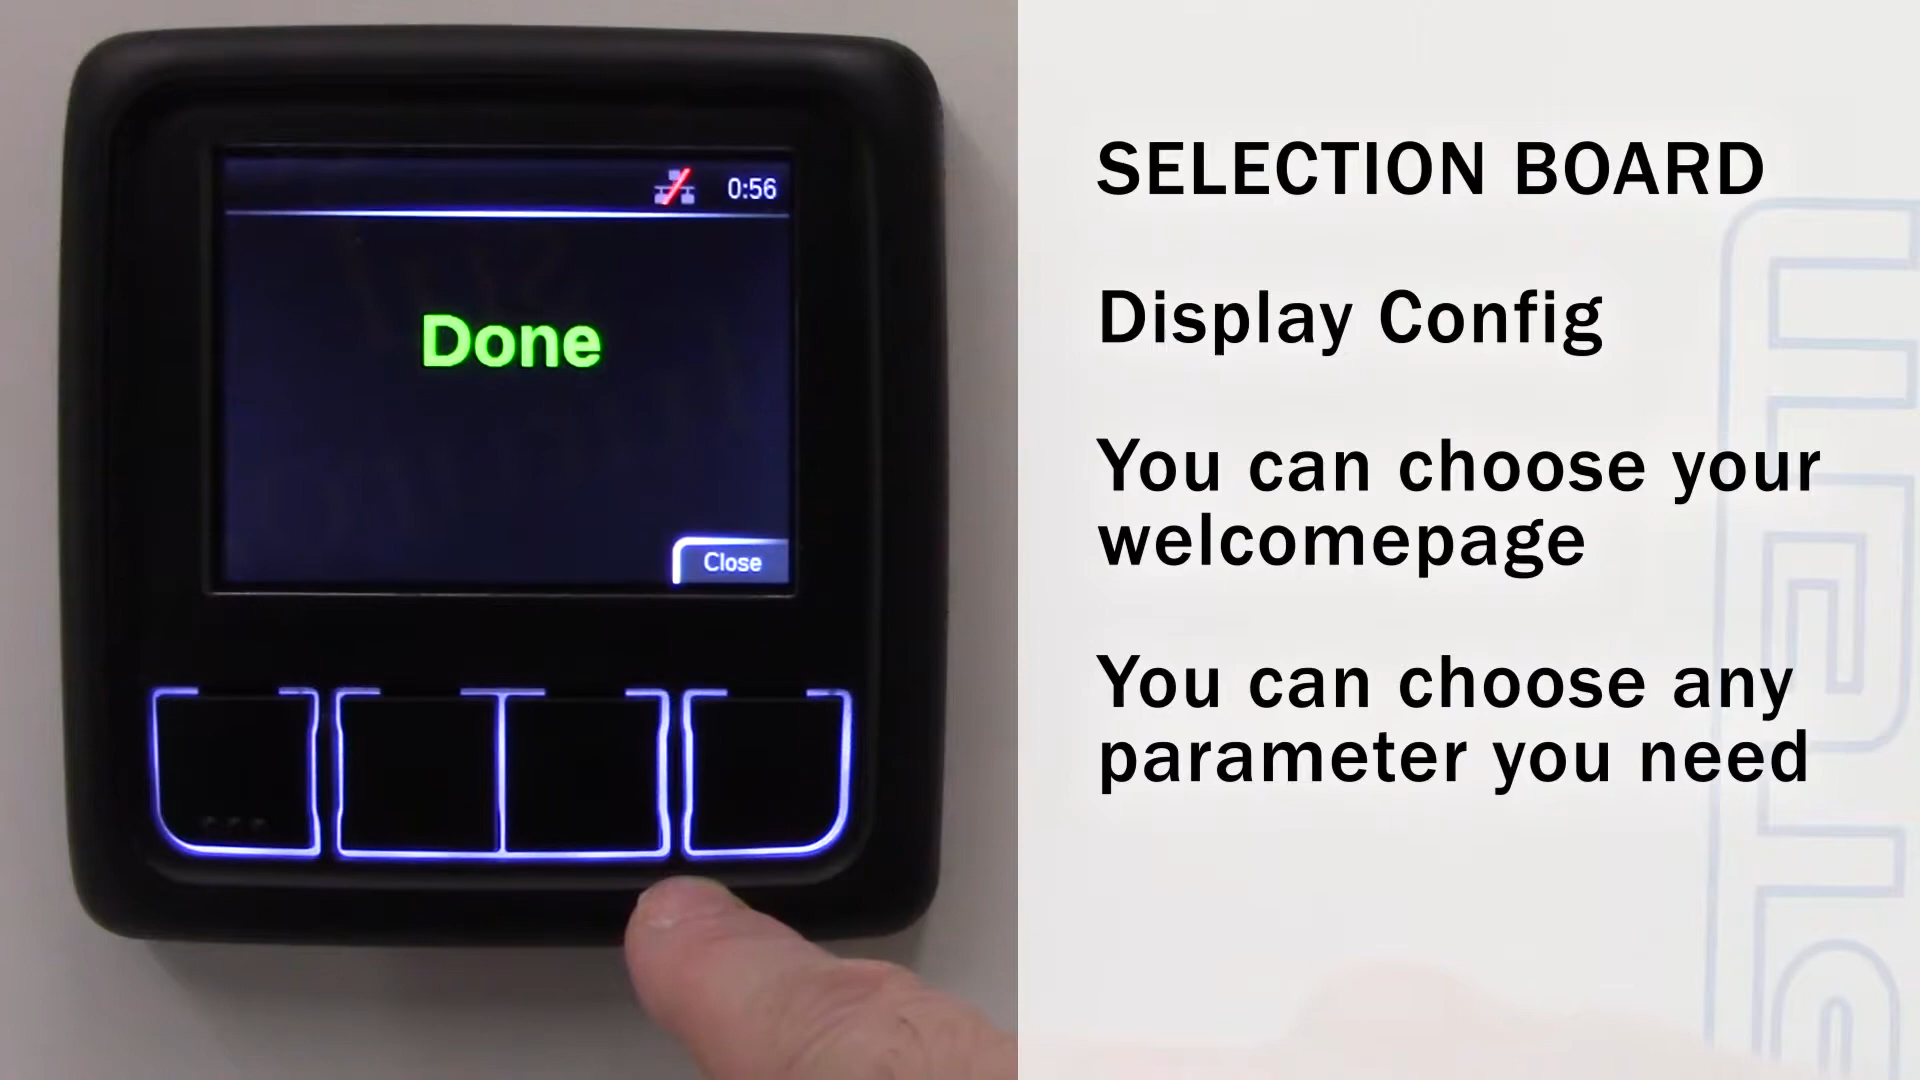 0:56
Done
Close
SELECTION BOARD
Display Config
You can choose your
welcomepage
You can choose any
parameter you need